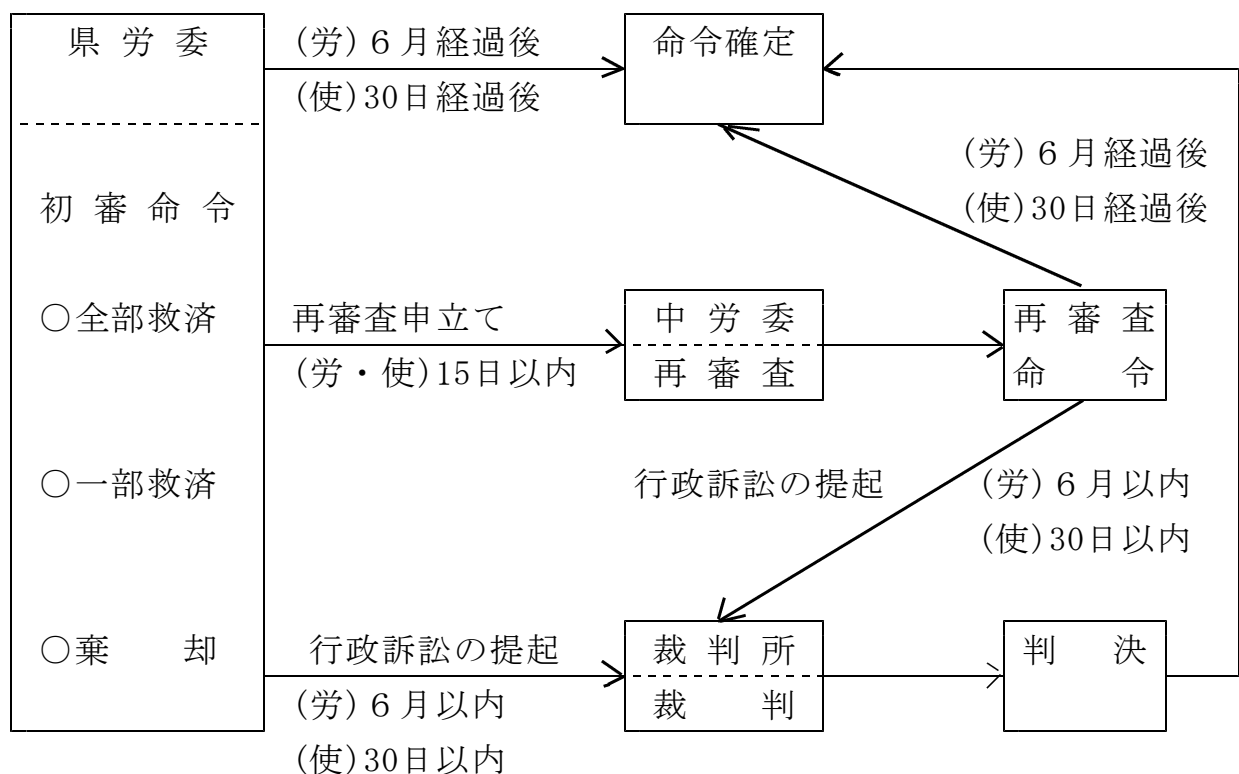 県労委
初審命令
○全部救済
○一部救済
○棄却
(労)６月経過後
(使)30日経過後
命令確定
(労)６月経過後
(使)30日経過後
再審査申立て
(労・使)15日以内
中労委
再審査
再審査
命令
行政訴訟の提起
(労)６月以内
(使)30日以内
行政訴訟の提起
(労)６月以内
(使)30日以内
裁判所
裁判
判決